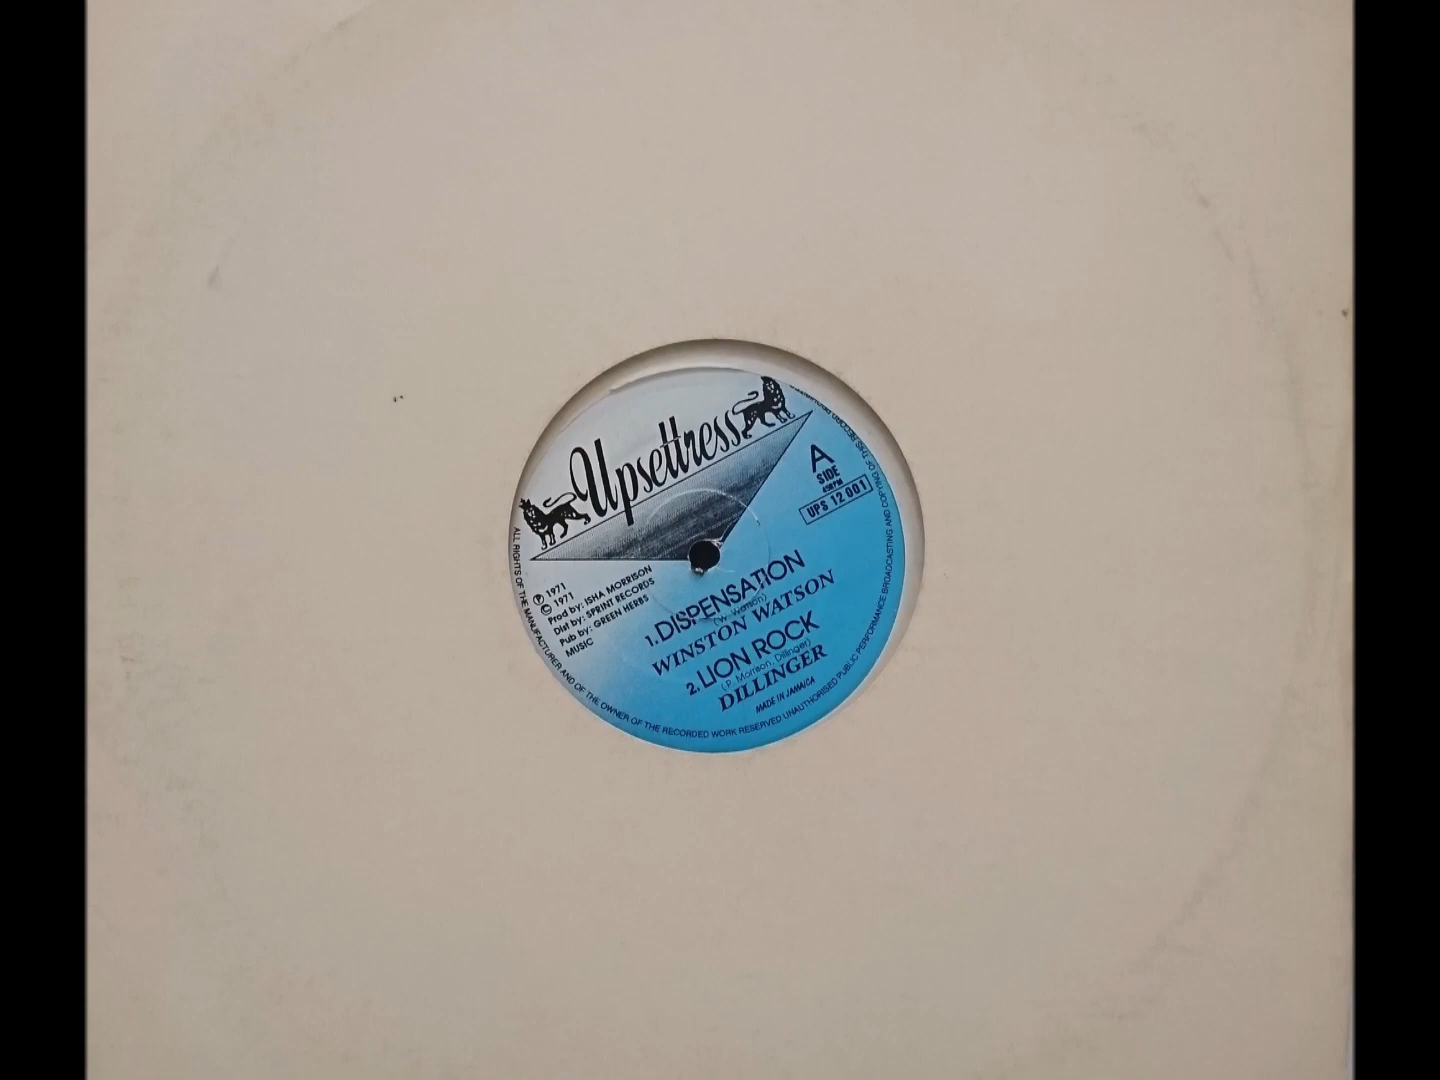 Upsettress
A
SIDE
45RPM
UPS 12 001
Ⓟ 1971
© 1971
Prod by: ISHA MORRISON
Dist by: SPRINT RECORDS
Pub by: GREEN HERBS
MUSIC
1. DISPENSATION
(W. Watson)
WINSTON WATSON
2. LION ROCK
(P. Morrison, Dillinger)
DILLINGER
MADE IN JAMAICA
ALL RIGHTS OF THE MANUFACTURER AND OF THE OWNER OF THE RECORDED WORK RESERVED UNAUTHORISED PUBLIC PERFORMANCE BROADCASTING AND COPYING OF THIS RECORD